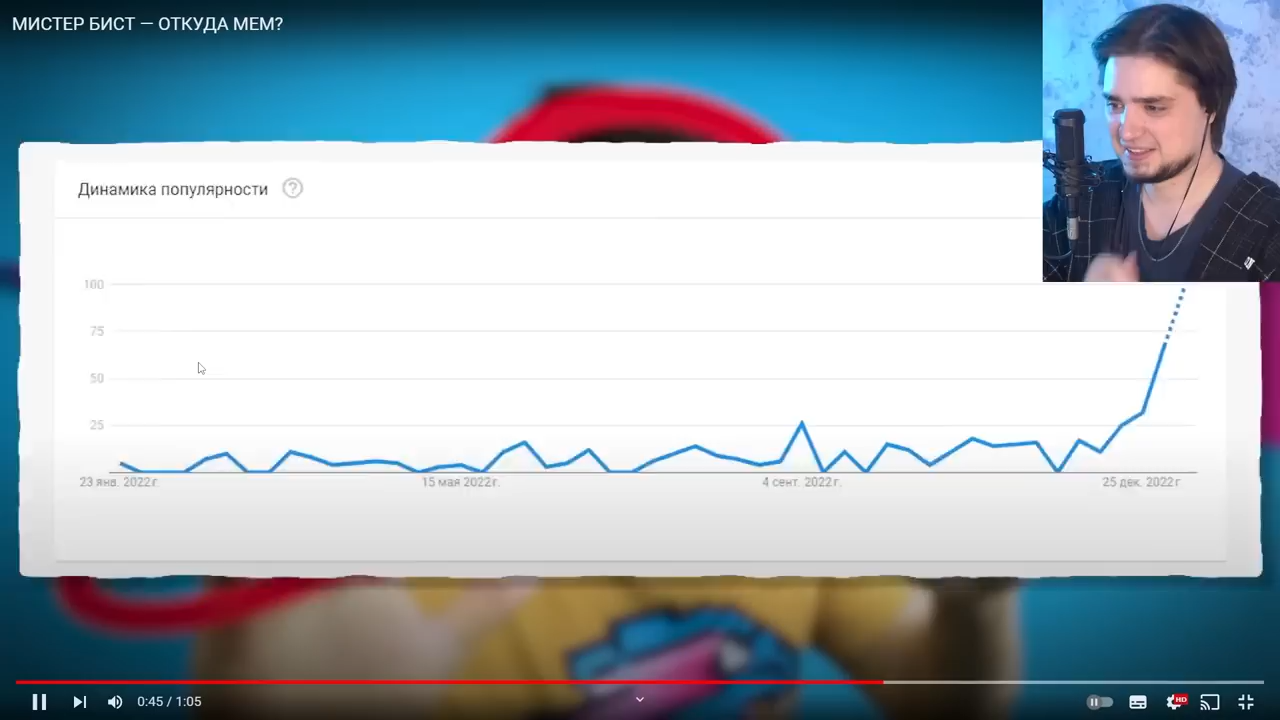 МИСТЕР БИСТ — ОТКУДА МЕМ?
Динамика популярности ?
100
75
50
25
23 янв. 2022 г.
15 мая 2022 г.
4 сент. 2022 г.
25 дек. 2022 г
0:45 / 1:05
HD